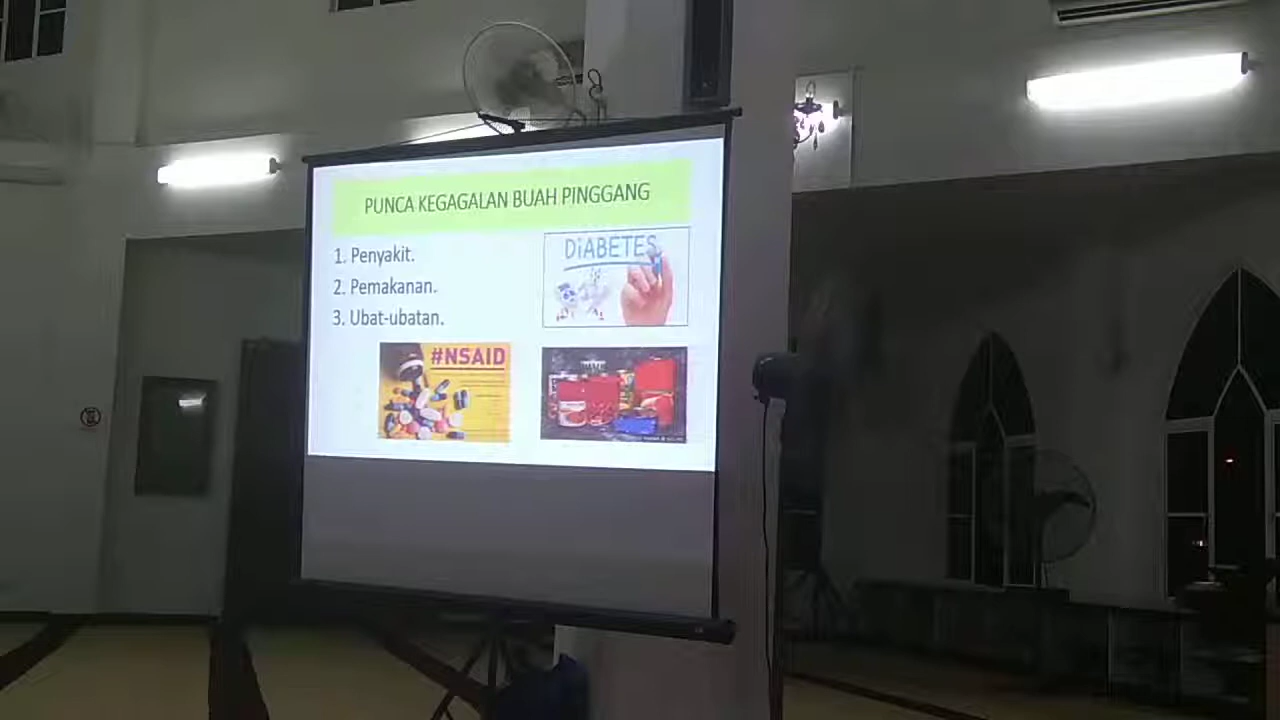 PUNCA KEGAGALAN BUAH PINGGANG
1. Penyakit.
2. Pemakanan.
3. Ubat-ubatan.
DiABETES
#NSAID